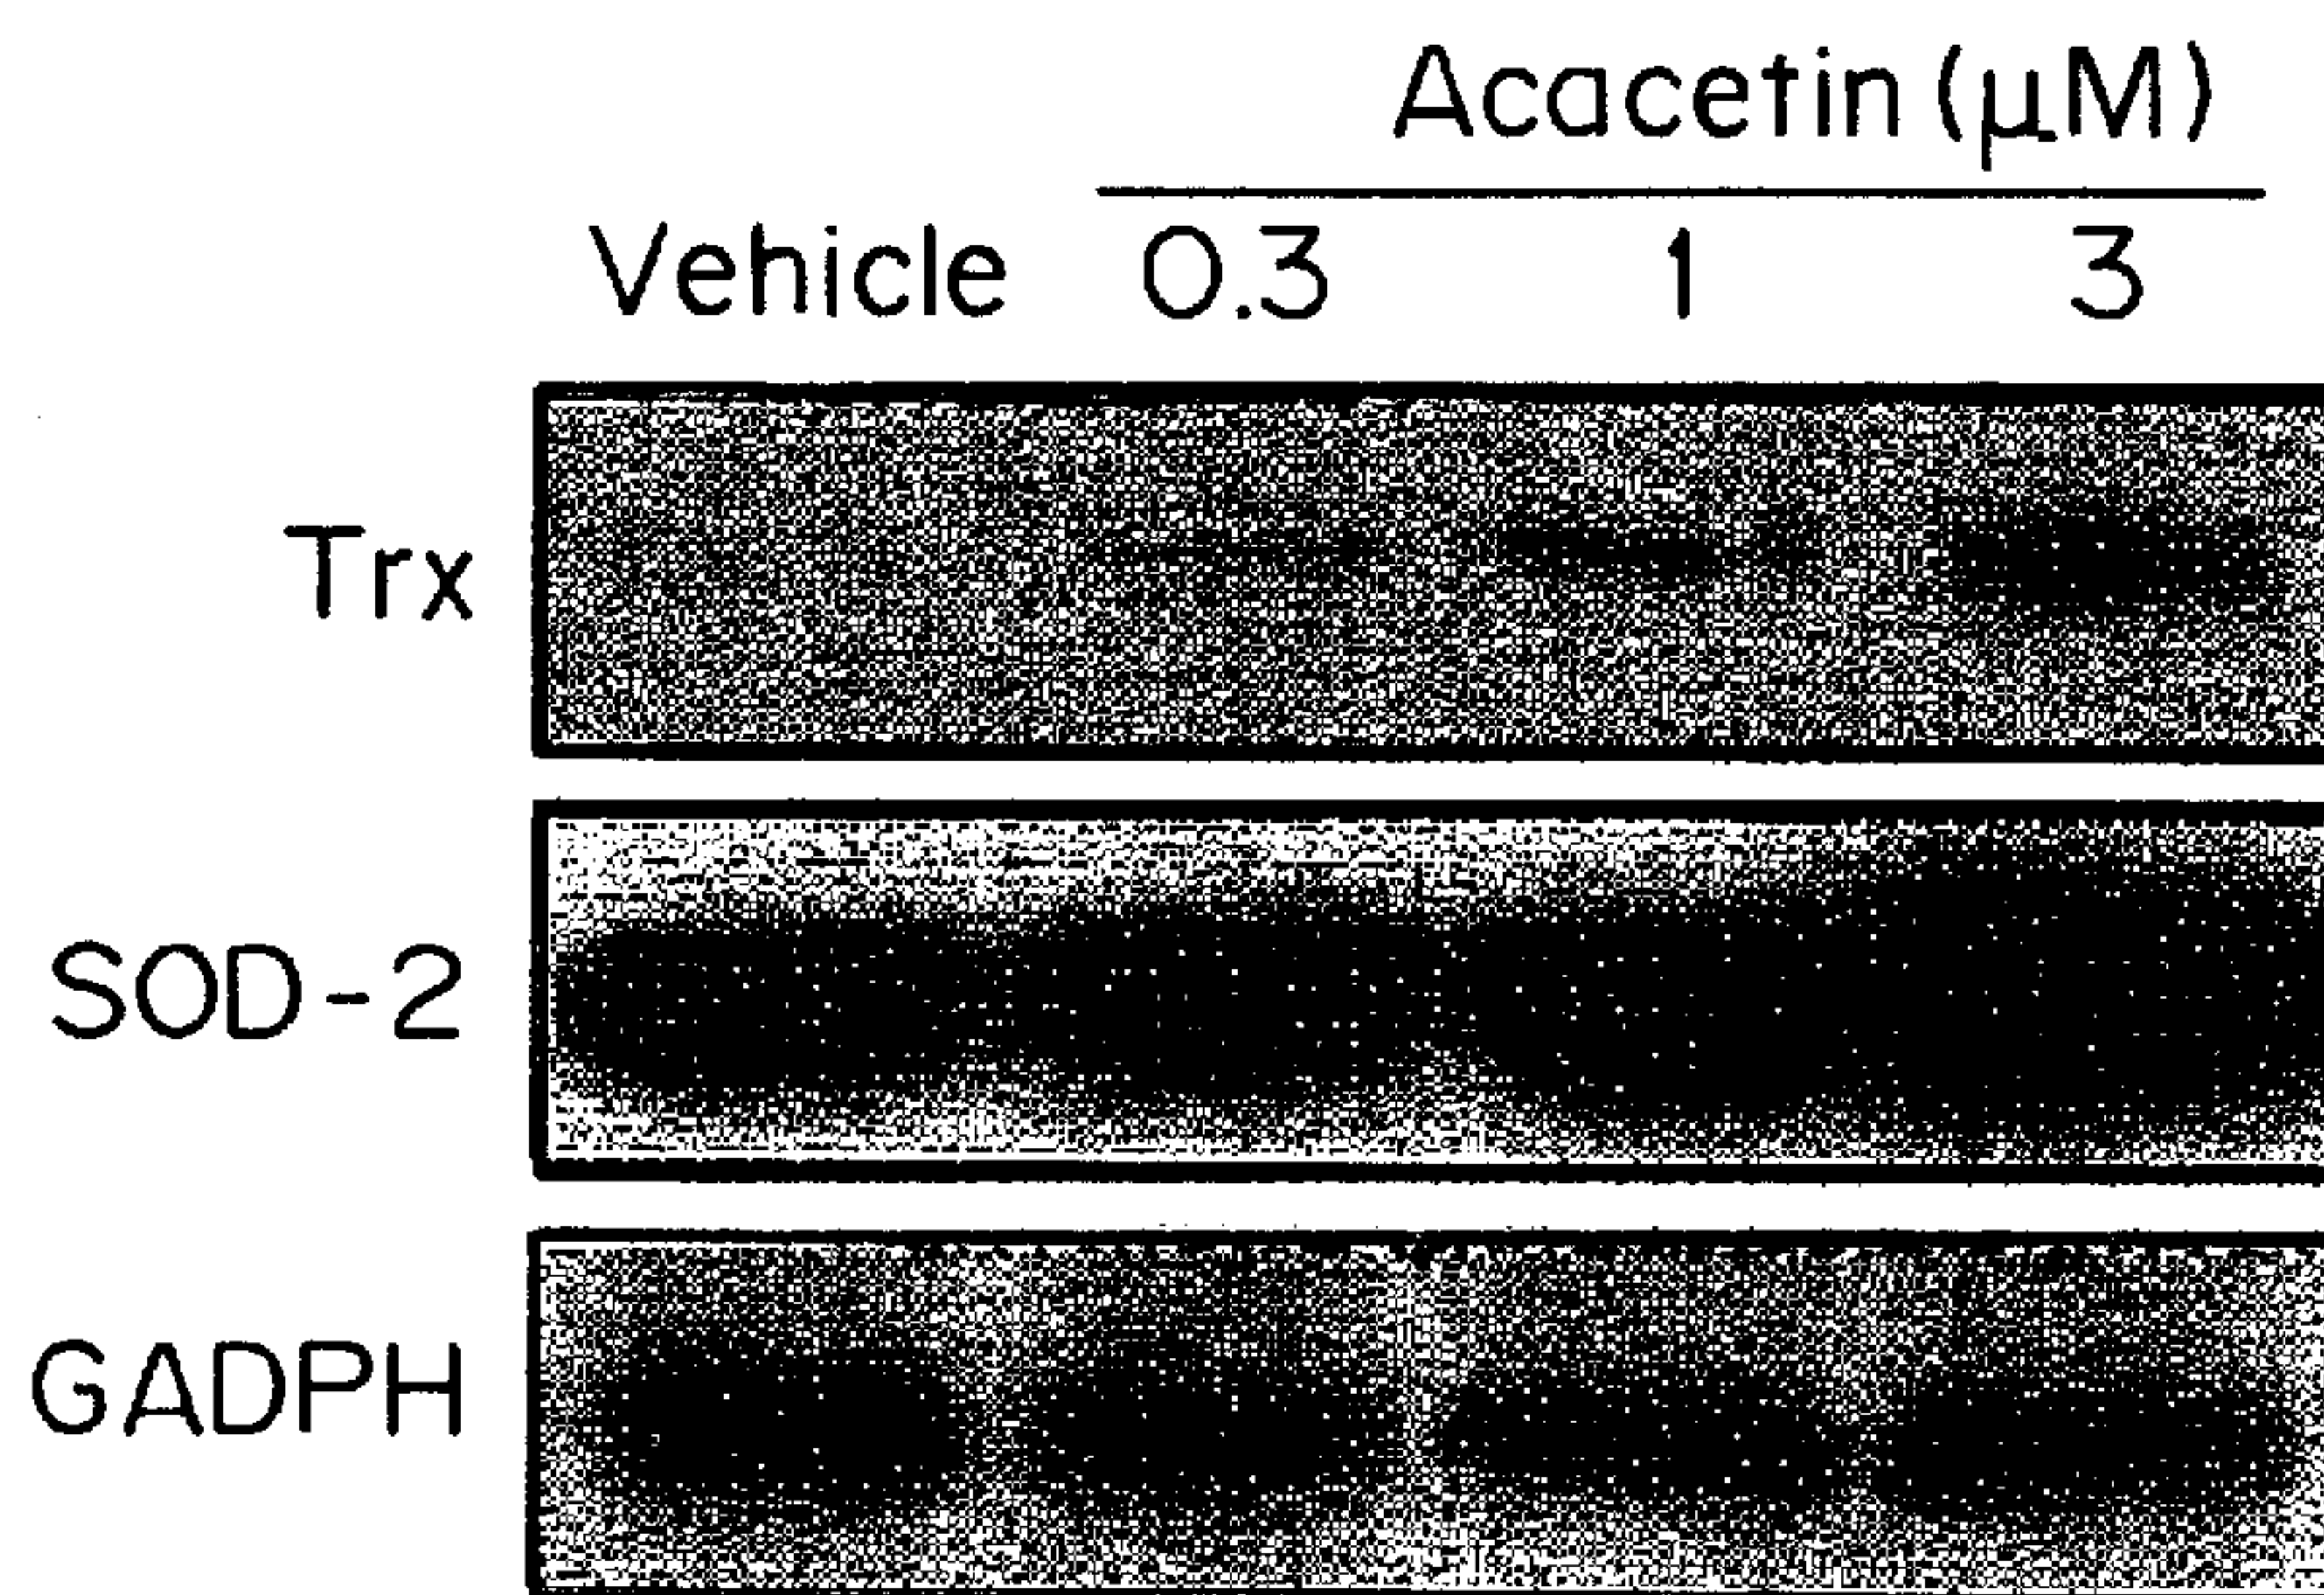 Acacetin (μM)
Vehicle 0.3 1 3
Trx
SOD-2
GADPH